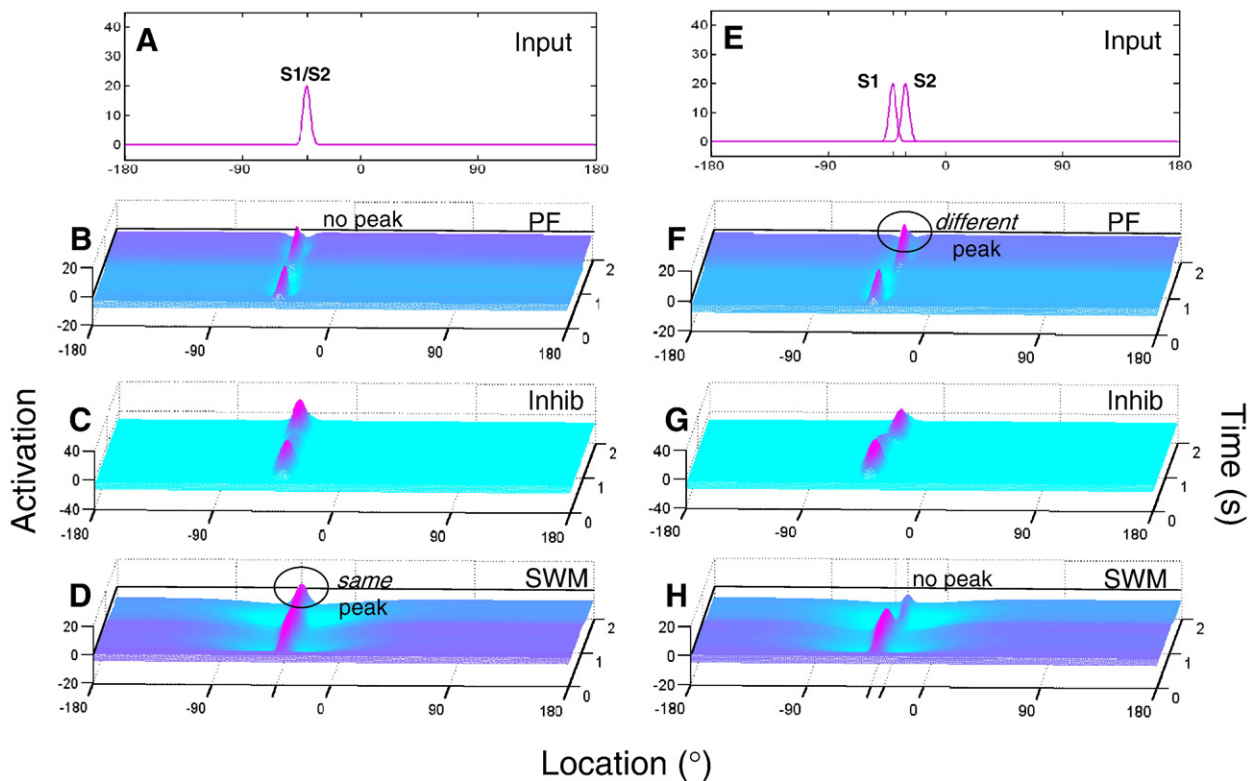 A
Input
S1/S2
40
30
20
10
0
-180 -90 0 90 180
B
no peak
PF
20
0
-20
-180 -90 0 90 180
2
1
0
C
Inhib
40
0
-40
-180 -90 0 90 180
2
1
0
D
same
peak
SWM
20
0
-20
-180 -90 0 90 180
2
1
0
E
Input
S1 S2
40
30
20
10
0
-180 -90 0 90 180
F
different
peak
PF
20
0
-20
-180 -90 0 90 180
2
1
0
G
Inhib
40
0
-40
-180 -90 0 90 180
2
1
0
H
no peak
SWM
20
0
-20
-180 -90 0 90 180
2
1
0
Activation
Time (s)
Location (°)